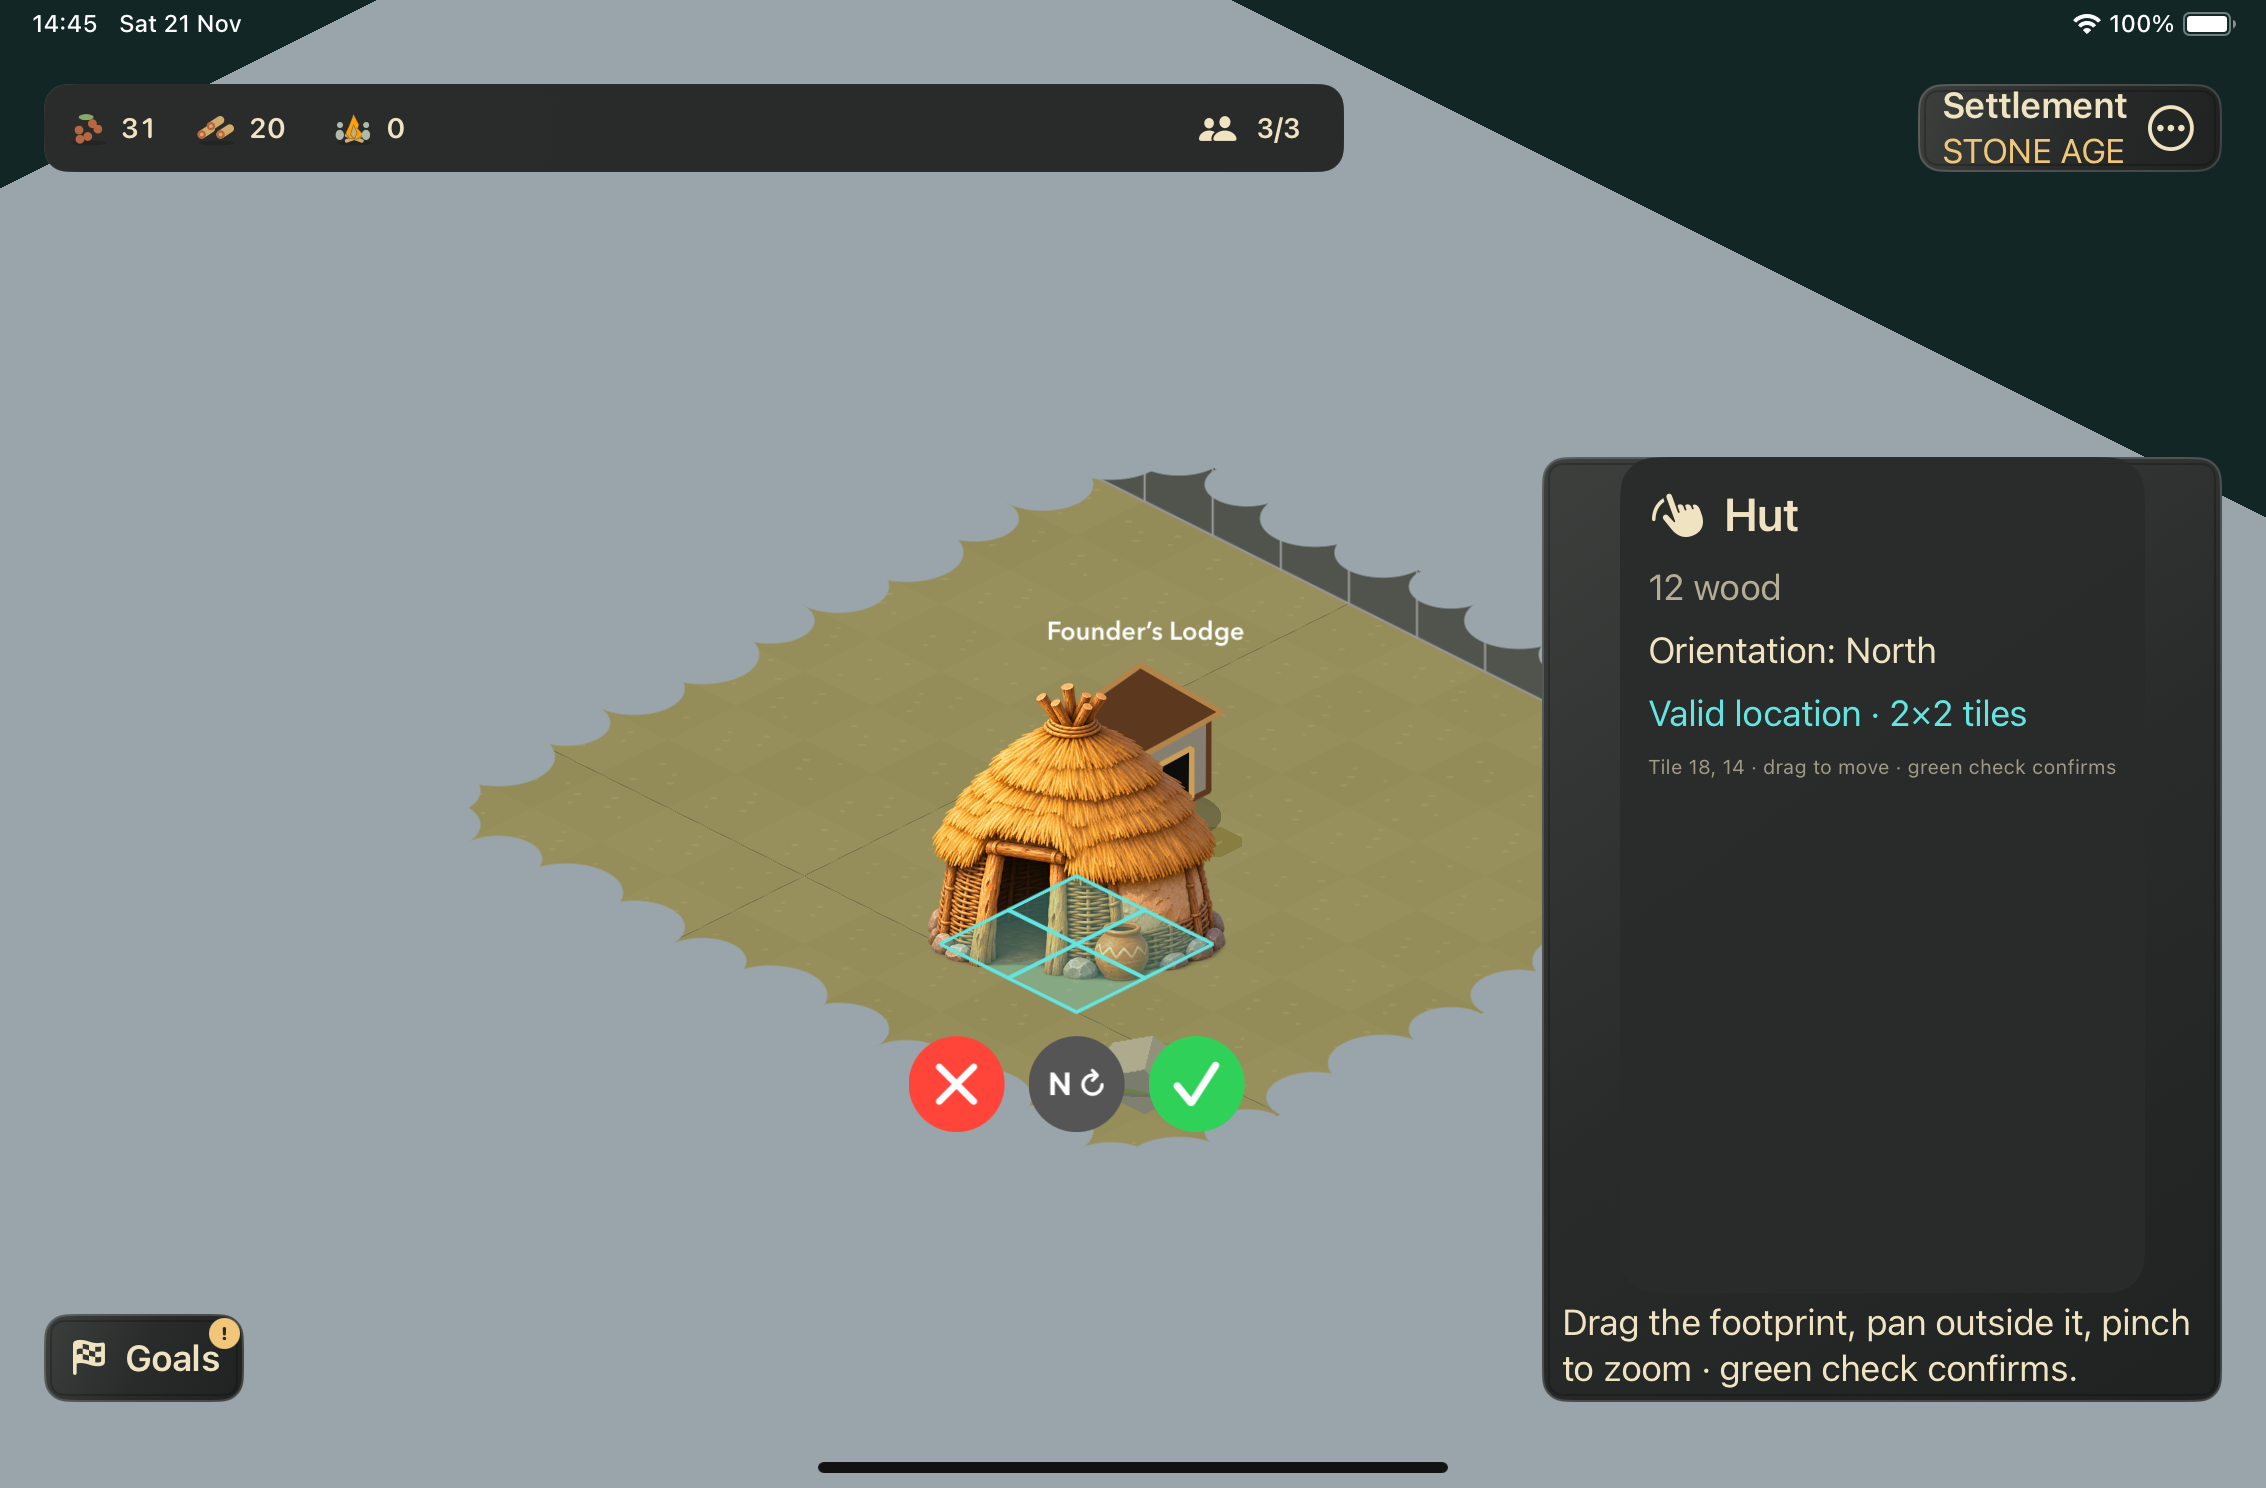 14:45 Sat 21 Nov
100%
31 20 0 3/3
Settlement
STONE AGE
Founder’s Lodge
Hut
12 wood
Orientation: North
Valid location · 2×2 tiles
Tile 18, 14 · drag to move · green check confirms
N
Goals
!
Drag the footprint, pan outside it, pinch
to zoom · green check confirms.